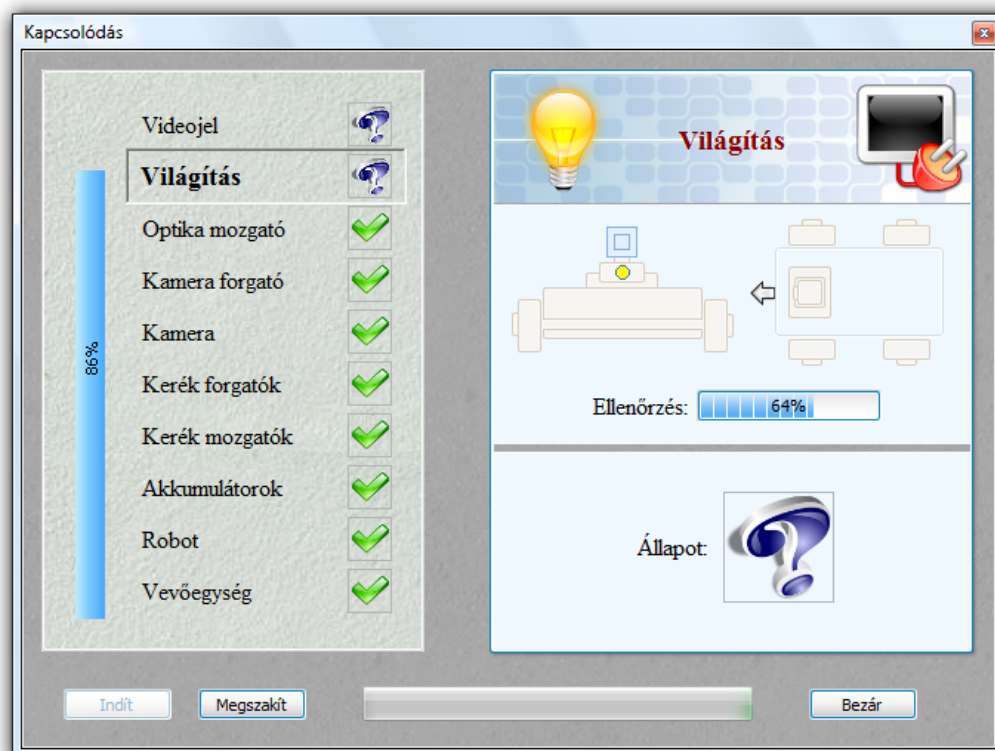 Kapcsolódás
Videojel
Világítás
Optika mozgató
Kamera forgató
Kamera
Kerék forgatók
Kerék mozgatók
Akkumulátorok
Robot
Vevőegység
86%
Világítás
Ellenőrzés: 64%
Állapot:
Indít
Megszakít
Bezár